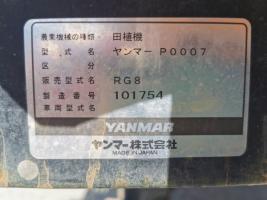 農業機械の種類 田植機
型式名 ヤンマー P0007
区分
販売型式名 RG8
製造番号 101754
車両型式名
YANMAR
ヤンマー株式会社
MADE IN JAPAN